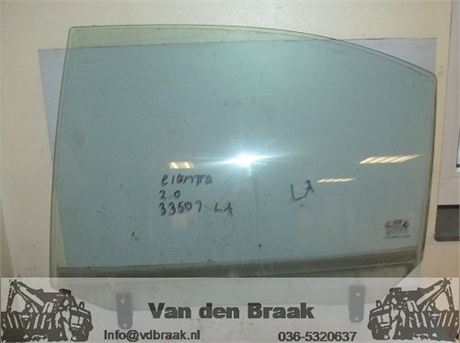 elantra
2.0
33507 LA
LA
Van den Braak
Info@vdbraak.nl
036-5320637